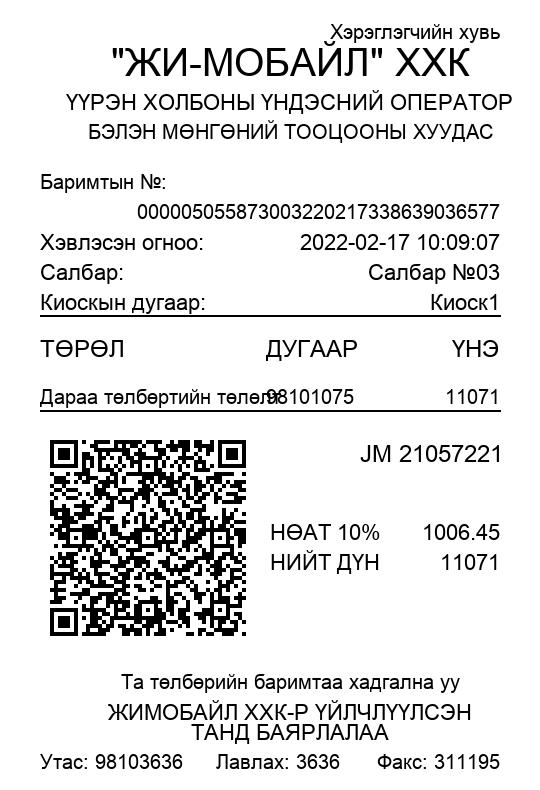 Хэрэглэгчийн хувь
"ЖИ-МОБАЙЛ" ХХК
ҮҮРЭН ХОЛБОНЫ ҮНДЭСНИЙ ОПЕРАТОР
БЭЛЭН МӨНГӨНИЙ ТООЦООНЫ ХУУДАС
Баримтын №:
000005055873003220217338639036577
Хэвлэсэн огноо: 2022-02-17 10:09:07
Салбар: Салбар №03
Киоскын дугаар: Киоск1
ТӨРӨЛ ДУГААР ҮНЭ
Дараа төлбөртийн төлөлт 98101075 11071
JM 21057221
НӨАТ 10% 1006.45
НИЙТ ДҮН 11071
Та төлбөрийн баримтаа хадгална уу
ЖИМОБАЙЛ ХХК-Р ҮЙЛЧЛҮҮЛСЭН
ТАНД БАЯРЛАЛАА
Утас: 98103636 Лавлах: 3636 Факс: 311195